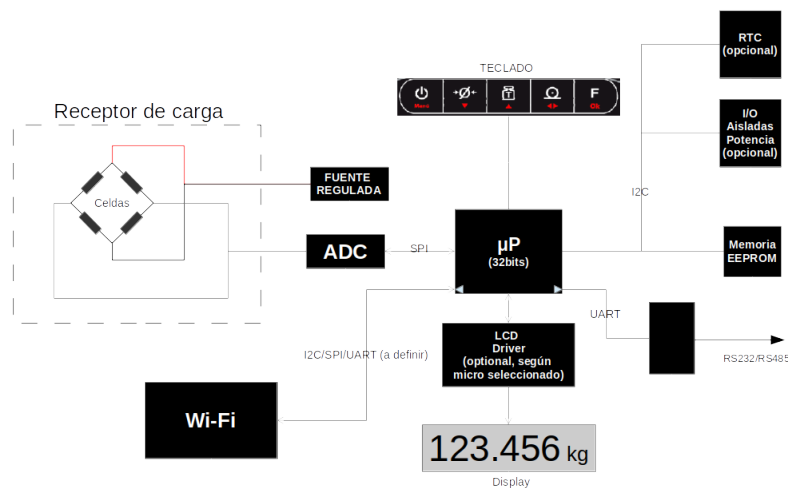 RTC
(opcional)
TECLADO
Menú
F
Ok
Receptor de carga
I/O
Aisladas
Potencia
(opcional)
Celdas
FUENTE
REGULADA
I2C
ADC
SPI
µP
(32bits)
Memoria
EEPROM
UART
LCD
Driver
(optional, según
micro seleccionado)
I2C/SPI/UART (a definir)
RS232/RS485
Wi-Fi
123.456 kg
Display